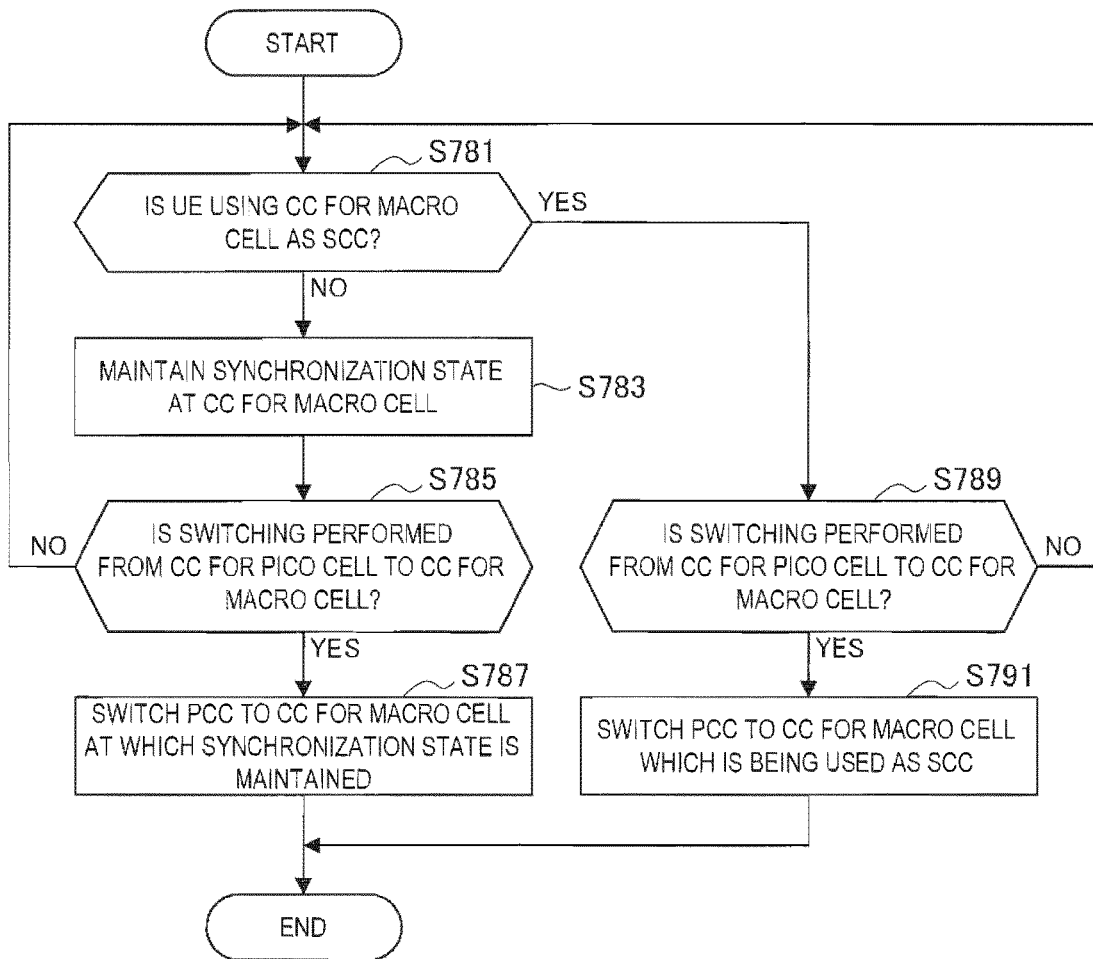 START
S781
IS UE USING CC FOR MACRO
CELL AS SCC?
YES
NO
MAINTAIN SYNCHRONIZATION STATE
AT CC FOR MACRO CELL
S783
S785
IS SWITCHING PERFORMED
FROM CC FOR PICO CELL TO CC FOR
MACRO CELL?
NO
YES
S789
IS SWITCHING PERFORMED
FROM CC FOR PICO CELL TO CC FOR
MACRO CELL?
NO
YES
S787
SWITCH PCC TO CC FOR MACRO CELL
AT WHICH SYNCHRONIZATION STATE IS
MAINTAINED
S791
SWITCH PCC TO CC FOR MACRO CELL
WHICH IS BEING USED AS SCC
END